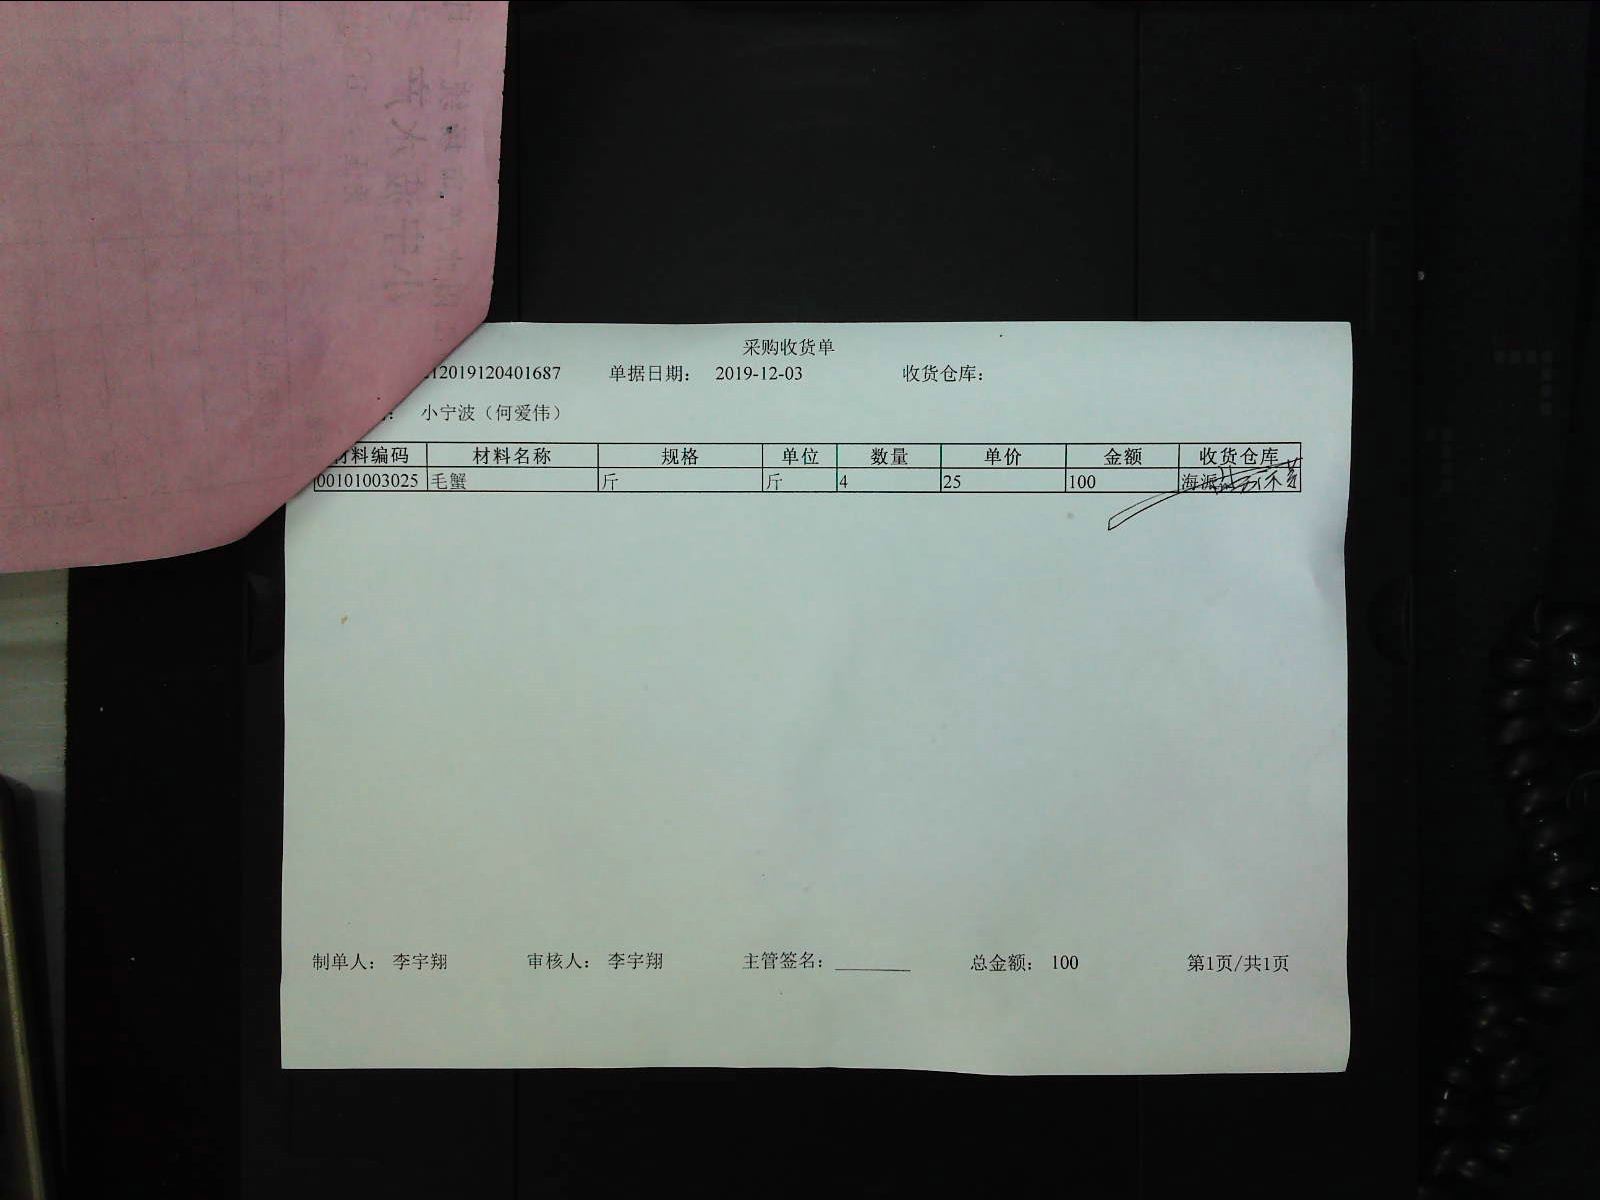 采购收货单
12019120401687 单据日期： 2019-12-03 收货仓库：
小宁波（何爱伟）
材料编码 材料名称 规格 单位 数量 单价 金额 收货仓库
00101003025 毛蟹 斤 斤 4 25 100 海派
制单人： 李宇翔 审核人： 李宇翔 主管签名： 总金额： 100 第1页/共1页